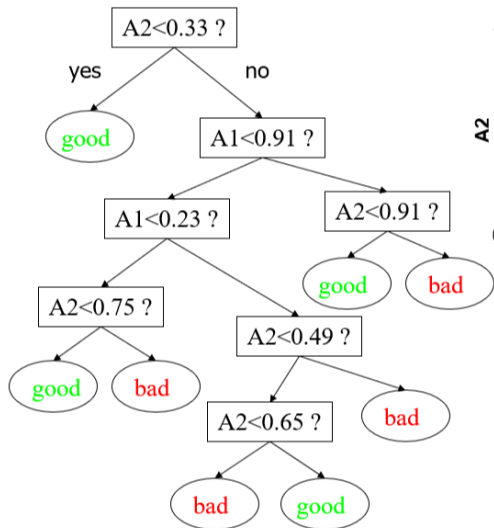 A2<0.33 ?
yes
no
good
A1<0.91 ?
A2
A1<0.23 ?
A2<0.91 ?
good
bad
A2<0.75 ?
A2<0.49 ?
good
bad
bad
A2<0.65 ?
bad
good